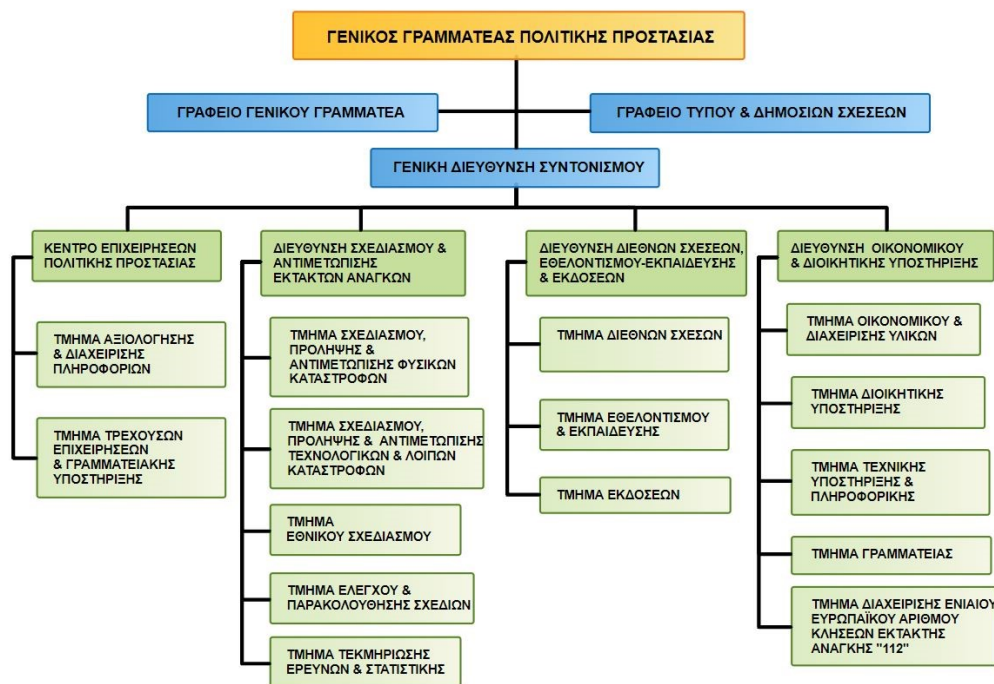 ΓΕΝΙΚΟΣ ΓΡΑΜΜΑΤΕΑΣ ΠΟΛΙΤΙΚΗΣ ΠΡΟΣΤΑΣΙΑΣ
ΓΡΑΦΕΙΟ ΓΕΝΙΚΟΥ ΓΡΑΜΜΑΤΕΑ
ΓΡΑΦΕΙΟ ΤΥΠΟΥ & ΔΗΜΟΣΙΩΝ ΣΧΕΣΕΩΝ
ΓΕΝΙΚΗ ΔΙΕΥΘΥΝΣΗ ΣΥΝΤΟΝΙΣΜΟΥ
ΚΕΝΤΡΟ ΕΠΙΧΕΙΡΗΣΕΩΝ
ΠΟΛΙΤΙΚΗΣ ΠΡΟΣΤΑΣΙΑΣ
ΤΜΗΜΑ ΑΞΙΟΛΟΓΗΣΗΣ
& ΔΙΑΧΕΙΡΙΣΗΣ
ΠΛΗΡΟΦΟΡΙΩΝ
ΤΜΗΜΑ ΤΡΕΧΟΥΣΩΝ
ΕΠΙΧΕΙΡΗΣΕΩΝ
& ΓΡΑΜΜΑΤΕΙΑΚΗΣ
ΥΠΟΣΤΗΡΙΞΗΣ
ΔΙΕΥΘΥΝΣΗ ΣΧΕΔΙΑΣΜΟΥ &
ΑΝΤΙΜΕΤΩΠΙΣΗΣ
ΕΚΤΑΚΤΩΝ ΑΝΑΓΚΩΝ
ΤΜΗΜΑ ΣΧΕΔΙΑΣΜΟΥ,
ΠΡΟΛΗΨΗΣ &
ΑΝΤΙΜΕΤΩΠΙΣΗΣ ΦΥΣΙΚΩΝ
ΚΑΤΑΣΤΡΟΦΩΝ
ΤΜΗΜΑ ΣΧΕΔΙΑΣΜΟΥ,
ΠΡΟΛΗΨΗΣ & ΑΝΤΙΜΕΤΩΠΙΣΗΣ
ΤΕΧΝΟΛΟΓΙΚΩΝ & ΛΟΙΠΩΝ
ΚΑΤΑΣΤΡΟΦΩΝ
ΤΜΗΜΑ
ΕΘΝΙΚΟΥ ΣΧΕΔΙΑΣΜΟΥ
ΤΜΗΜΑ ΕΛΕΓΧΟΥ &
ΠΑΡΑΚΟΛΟΥΘΗΣΗΣ ΣΧΕΔΙΩΝ
ΤΜΗΜΑ ΤΕΚΜΗΡΙΩΣΗΣ
ΕΡΕΥΝΩΝ & ΣΤΑΤΙΣΤΙΚΗΣ
ΔΙΕΥΘΥΝΣΗ ΔΙΕΘΝΩΝ ΣΧΕΣΕΩΝ,
ΕΘΕΛΟΝΤΙΣΜΟΥ-ΕΚΠΑΙΔΕΥΣΗΣ
& ΕΚΔΟΣΕΩΝ
ΤΜΗΜΑ ΔΙΕΘΝΩΝ ΣΧΕΣΩΝ
ΤΜΗΜΑ ΕΘΕΛΟΝΤΙΣΜΟΥ
& ΕΚΠΑΙΔΕΥΣΗΣ
ΤΜΗΜΑ ΕΚΔΟΣΕΩΝ
ΔΙΕΥΘΥΝΣΗ ΟΙΚΟΝΟΜΙΚΟΥ
& ΔΙΟΙΚΗΤΙΚΗΣ ΥΠΟΣΤΗΡΙΞΗΣ
ΤΜΗΜΑ ΟΙΚΟΝΟΜΙΚΟΥ &
ΔΙΑΧΕΙΡΙΣΗΣ ΥΛΙΚΩΝ
ΤΜΗΜΑ ΔΙΟΙΚΗΤΙΚΗΣ
ΥΠΟΣΤΗΡΙΞΗΣ
ΤΜΗΜΑ ΤΕΧΝΙΚΗΣ
ΥΠΟΣΤΗΡΙΞΗΣ &
ΠΛΗΡΟΦΟΡΙΚΗΣ
ΤΜΗΜΑ ΓΡΑΜΜΑΤΕΙΑΣ
ΤΜΗΜΑ ΔΙΑΧΕΙΡΙΣΗΣ ΕΝΙΑΙΟΥ
ΕΥΡΩΠΑΪΚΟΥ ΑΡΙΘΜΟΥ
ΚΛΗΣΕΩΝ ΕΚΤΑΚΤΗΣ
ΑΝΑΓΚΗΣ "112"